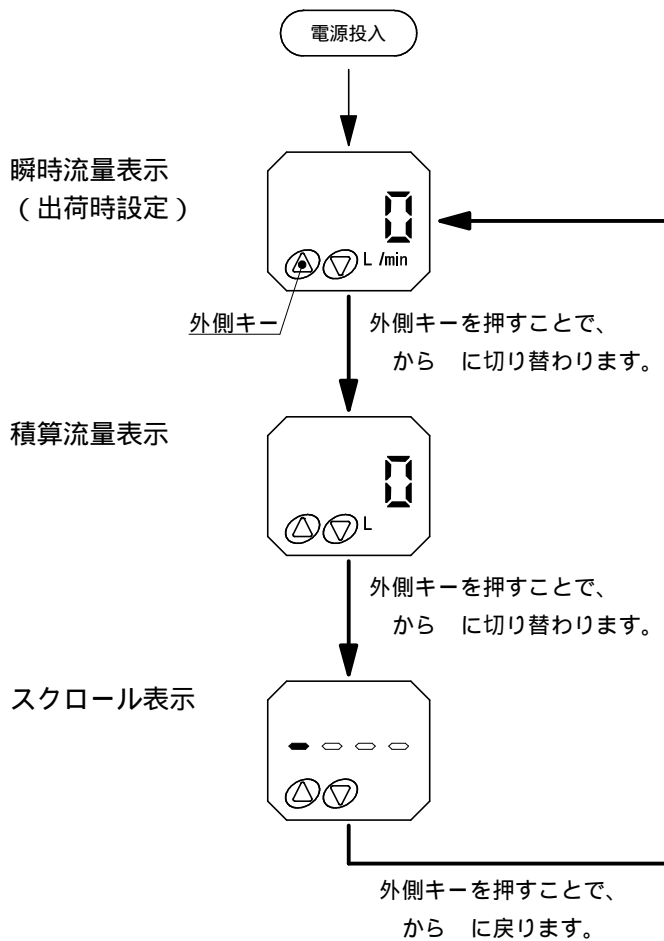 電源投入
瞬時流量表示
（出荷時設定）
0
L /min
外側キー
外側キーを押すことで、
から　に切り替わります。
積算流量表示
0
L
外側キーを押すことで、
から　に切り替わります。
スクロール表示
外側キーを押すことで、
から　に戻ります。